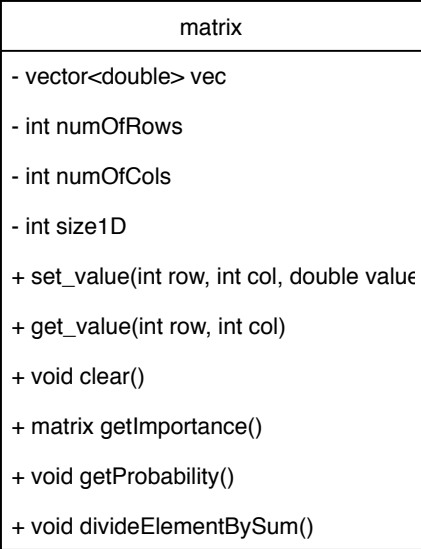 matrix
- vector<double> vec
- int numOfRows
- int numOfCols
- int size1D
+ set_value(int row, int col, double value
+ get_value(int row, int col)
+ void clear()
+ matrix getImportance()
+ void getProbability()
+ void divideElementBySum()